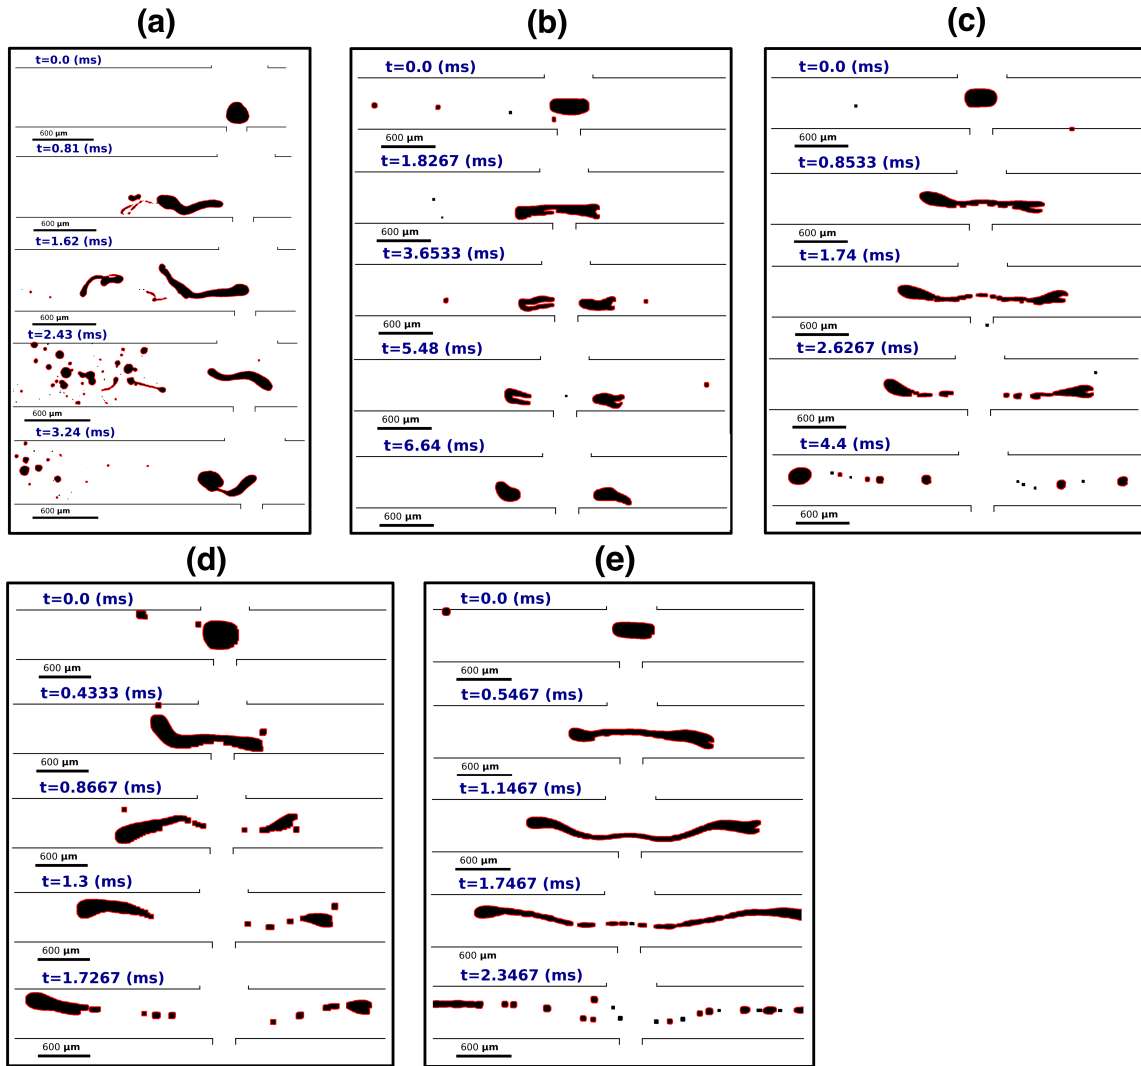 (a)
t=0.0 (ms)
600 µm
t=0.81 (ms)
600 µm
t=1.62 (ms)
600 µm
t=2.43 (ms)
600 µm
t=3.24 (ms)
600 µm
(b)
t=0.0 (ms)
600 µm
t=1.8267 (ms)
600 µm
t=3.6533 (ms)
600 µm
t=5.48 (ms)
600 µm
t=6.64 (ms)
600 µm
(c)
t=0.0 (ms)
600 µm
t=0.8533 (ms)
600 µm
t=1.74 (ms)
600 µm
t=2.6267 (ms)
600 µm
t=4.4 (ms)
600 µm
(d)
t=0.0 (ms)
600 µm
t=0.4333 (ms)
600 µm
t=0.8667 (ms)
600 µm
t=1.3 (ms)
600 µm
t=1.7267 (ms)
600 µm
(e)
t=0.0 (ms)
600 µm
t=0.5467 (ms)
600 µm
t=1.1467 (ms)
600 µm
t=1.7467 (ms)
600 µm
t=2.3467 (ms)
600 µm